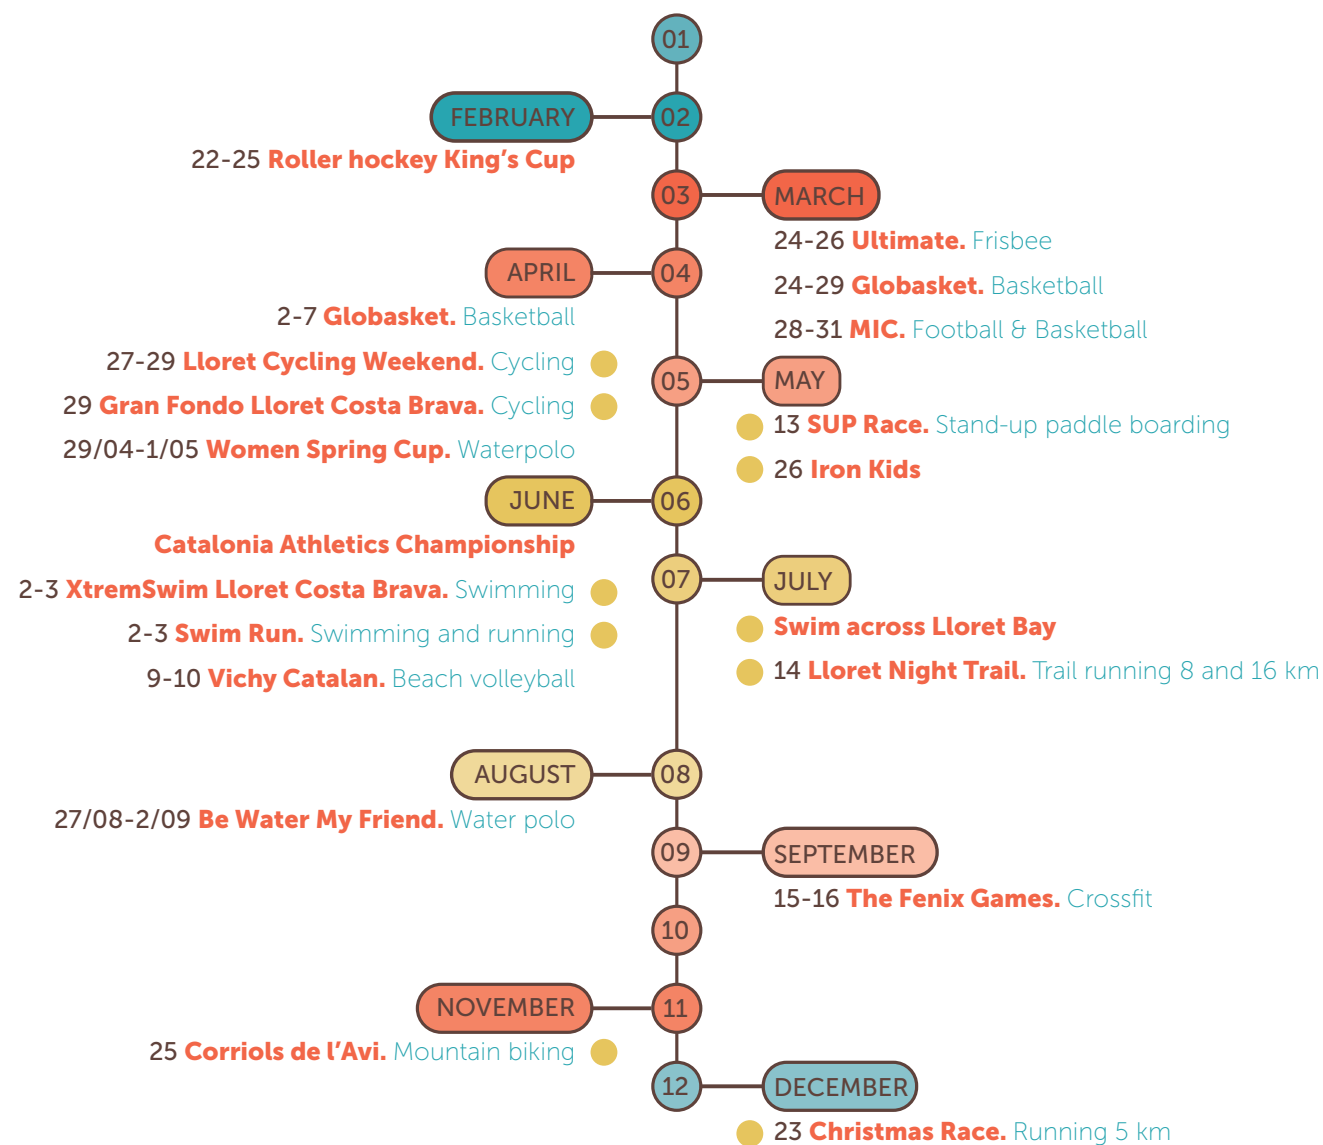 01
FEBRUARY
02
22-25 Roller hockey King's Cup
03
MARCH
24-26 Ultimate. Frisbee
24-29 Globasket. Basketball
28-31 MIC. Football & Basketball
APRIL
04
2-7 Globasket. Basketball
27-29 Lloret Cycling Weekend. Cycling
29 Gran Fondo Lloret Costa Brava. Cycling
29/04-1/05 Women Spring Cup. Waterpolo
05
MAY
13 SUP Race. Stand-up paddle boarding
26 Iron Kids
JUNE
06
Catalonia Athletics Championship
2-3 XtremSwim Lloret Costa Brava. Swimming
2-3 Swim Run. Swimming and running
9-10 Vichy Catalan. Beach volleyball
07
JULY
Swim across Lloret Bay
14 Lloret Night Trail. Trail running 8 and 16 km
AUGUST
08
27/08-2/09 Be Water My Friend. Water polo
09
SEPTEMBER
15-16 The Fenix Games. Crossfit
10
NOVEMBER
11
25 Corriols de l'Avi. Mountain biking
12
DECEMBER
23 Christmas Race. Running 5 km